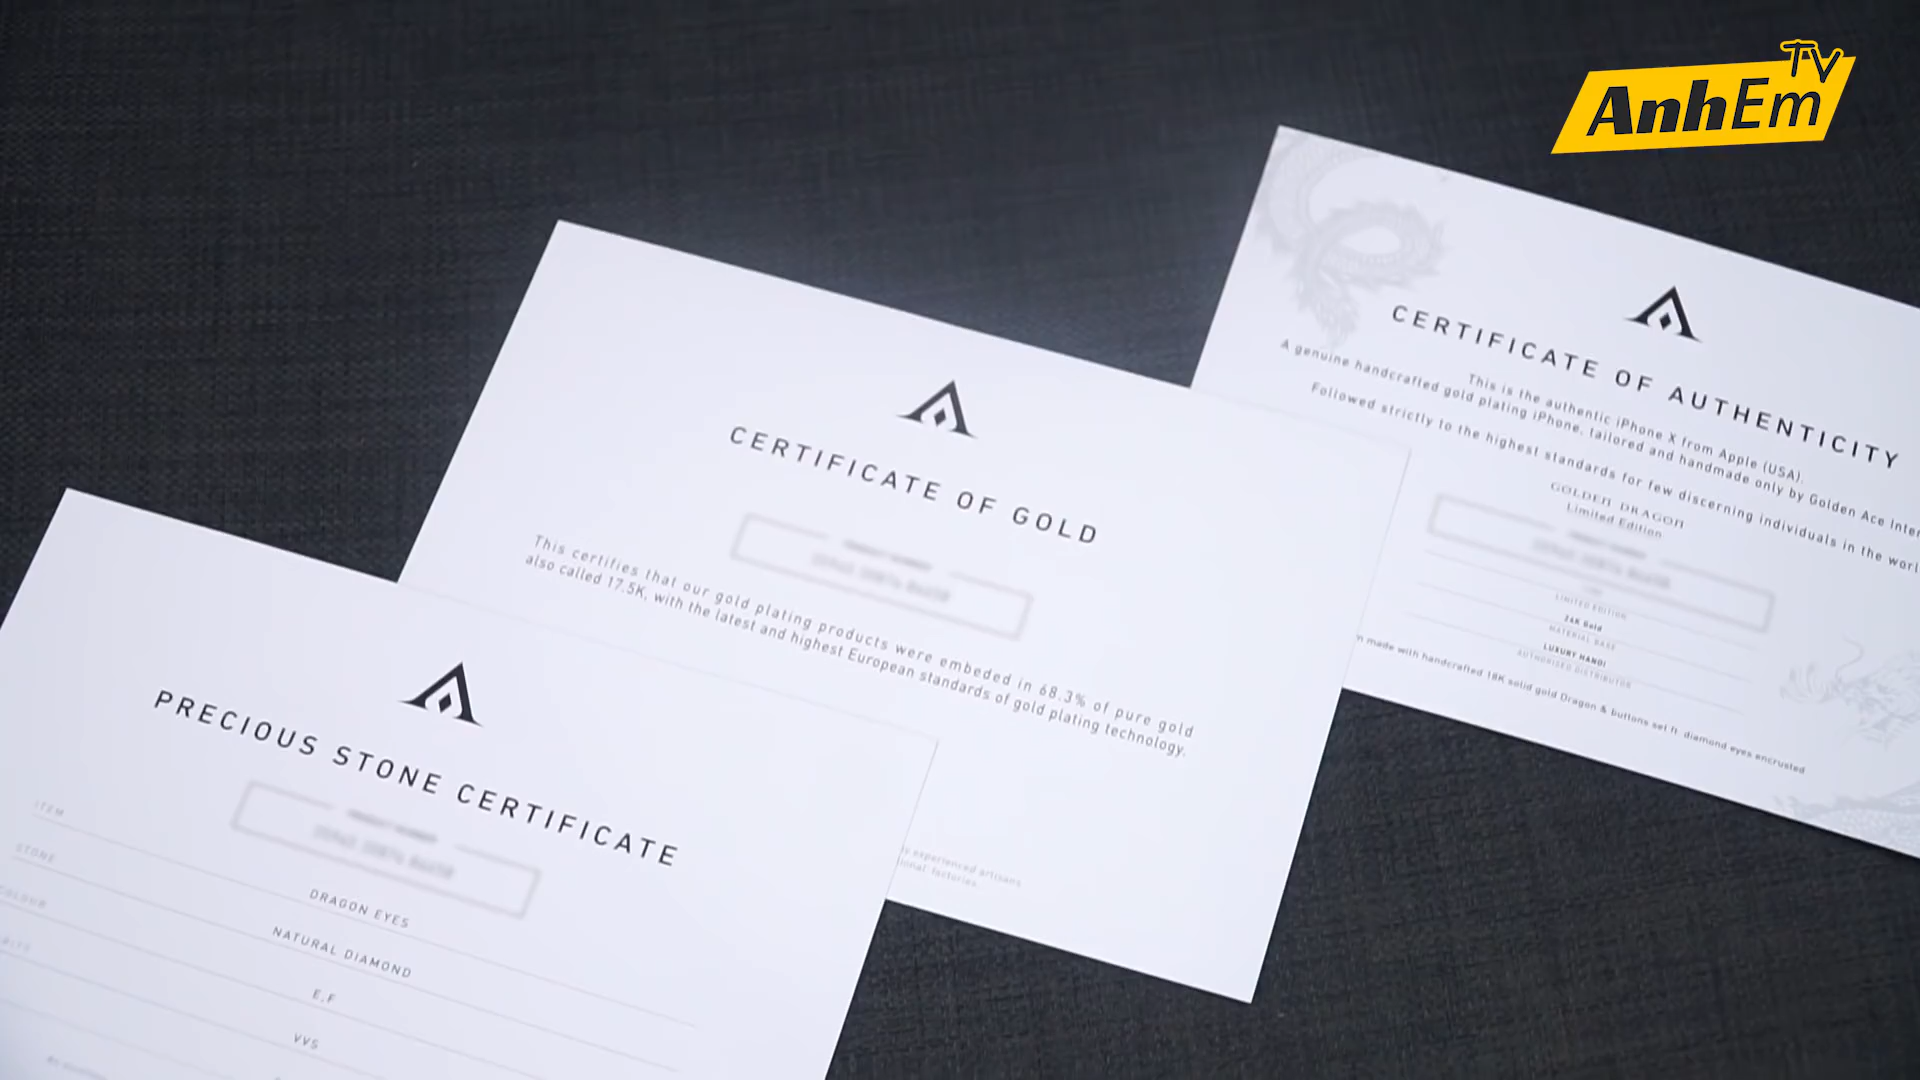 AnhEm TV
CERTIFICATE OF AUTHENTICITY
This is the authentic iPhone X from Apple (USA).
A genuine handcrafted gold plating iPhone, tailored and handmade only by Golden Ace
Followed strictly to the highest standards for few discerning individuals in the
GOLDEN DRAGON
Limited Edition
LIMITED EDITION
24K Gold
MATERIAL BASE
LUXURY HANOI
AUTHORISED DISTRIBUTOR
made with handcrafted 18K solid gold Dragon & buttons set ft. diamond eyes encrusted
CERTIFICATE OF GOLD
This certifies that our gold plating products were embeded in 68.3% of pure gold
also called 17.5K, with the latest and highest European standards of gold plating technology.
experienced artisans
factories.
PRECIOUS STONE CERTIFICATE
ITEM
DRAGON EYES
STONE
NATURAL DIAMOND
COLOUR
E,F
VVS